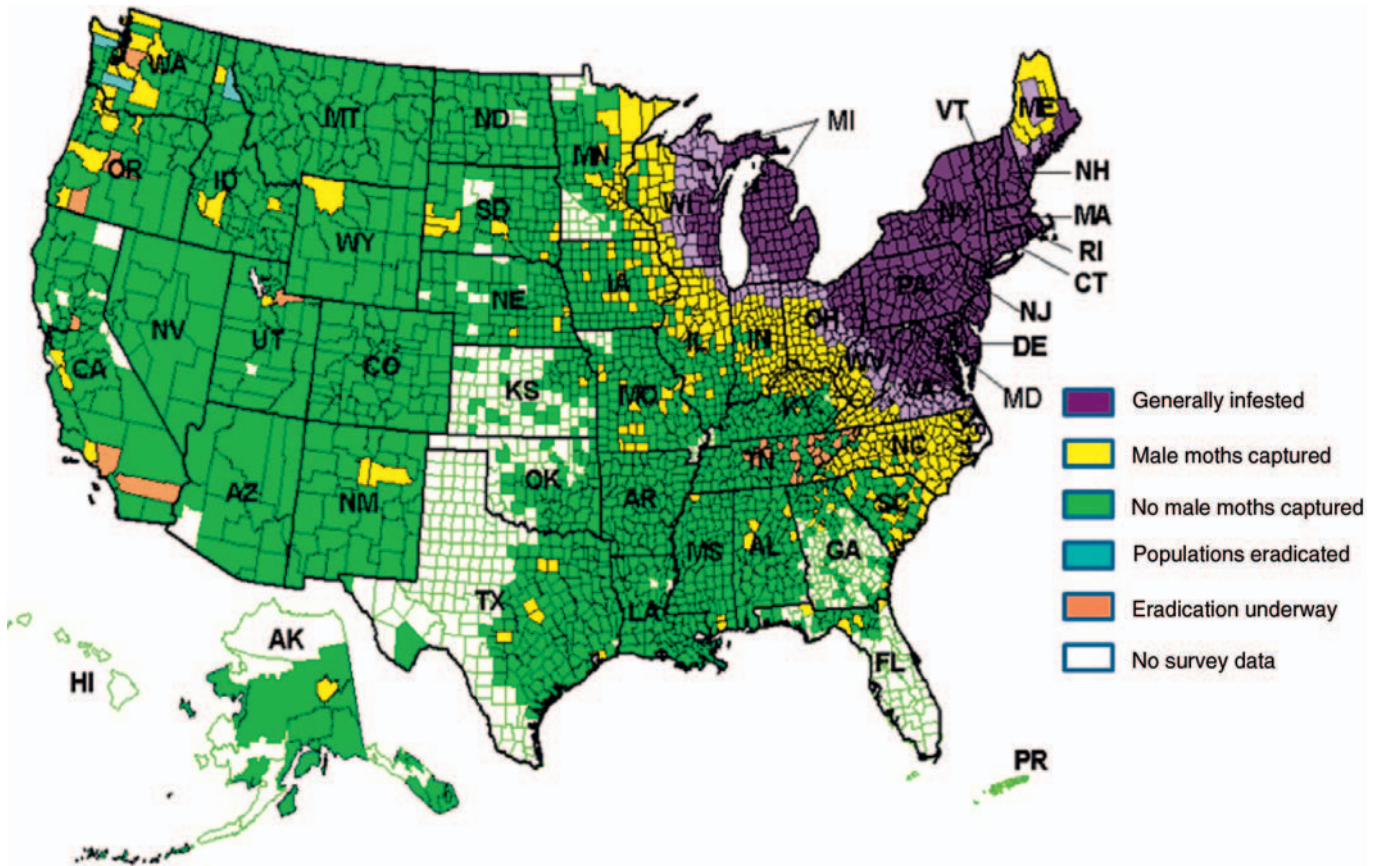 WA
MT
ND
MN
MI
VT
ME
OR
ID
SD
WI
NH
WY
NY
MA
RI
CT
NE
IA
PA
NJ
NV
UT
CO
IL
IN
OH
WV
DE
CA
KS
MO
KY
VA
MD
AZ
NM
OK
AR
TN
NC
SC
TX
LA
MS
AL
GA
FL
AK
HI
PR
Generally infested
Male moths captured
No male moths captured
Populations eradicated
Eradication underway
No survey data